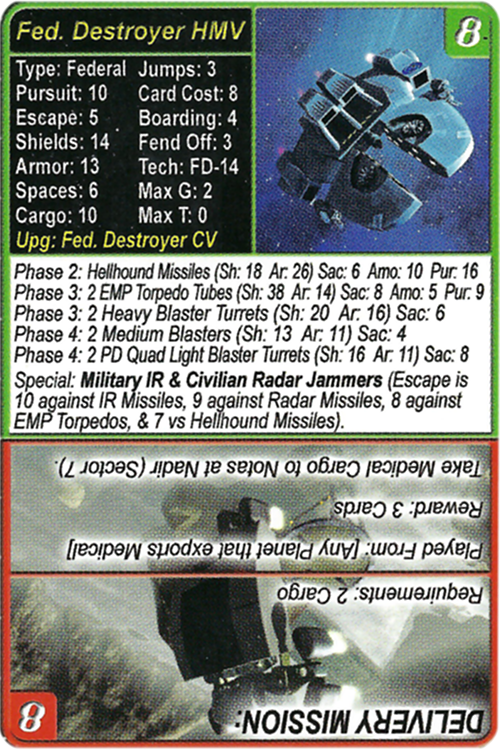 Fed. Destroyer HMV
8
Type: Federal Jumps: 3
Pursuit: 10 Card Cost: 8
Escape: 5 Boarding: 4
Shields: 14 Fend Off: 3
Armor: 13 Tech: FD-14
Spaces: 6 Max G: 2
Cargo: 10 Max T: 0
Upg: Fed. Destroyer CV
Phase 2: Hellhound Missiles (Sh: 18 Ar: 26) Sac: 6 Amo: 10 Pur: 16
Phase 3: 2 EMP Torpedo Tubes (Sh: 38 Ar: 14) Sac: 8 Amo: 5 Pur: 9
Phase 3: 2 Heavy Blaster Turrets (Sh: 20 Ar: 16) Sac: 6
Phase 4: 2 Medium Blasters (Sh: 13 Ar: 11) Sac: 4
Phase 4: 2 PD Quad Light Blaster Turrets (Sh: 16 Ar: 11) Sac: 8
Special: Military IR & Civilian Radar Jammers (Escape is
10 against IR Missiles, 9 against Radar Missiles, 8 against
EMP Torpedos, & 7 vs Hellhound Missiles).
DELIVERY MISSION:
8
Requirements: 2 Cargo
Played From: [Any Planet that exports Medical]
Reward: 3 Cards
Take Medical Cargo to Notas at Nadir (Sector 7).